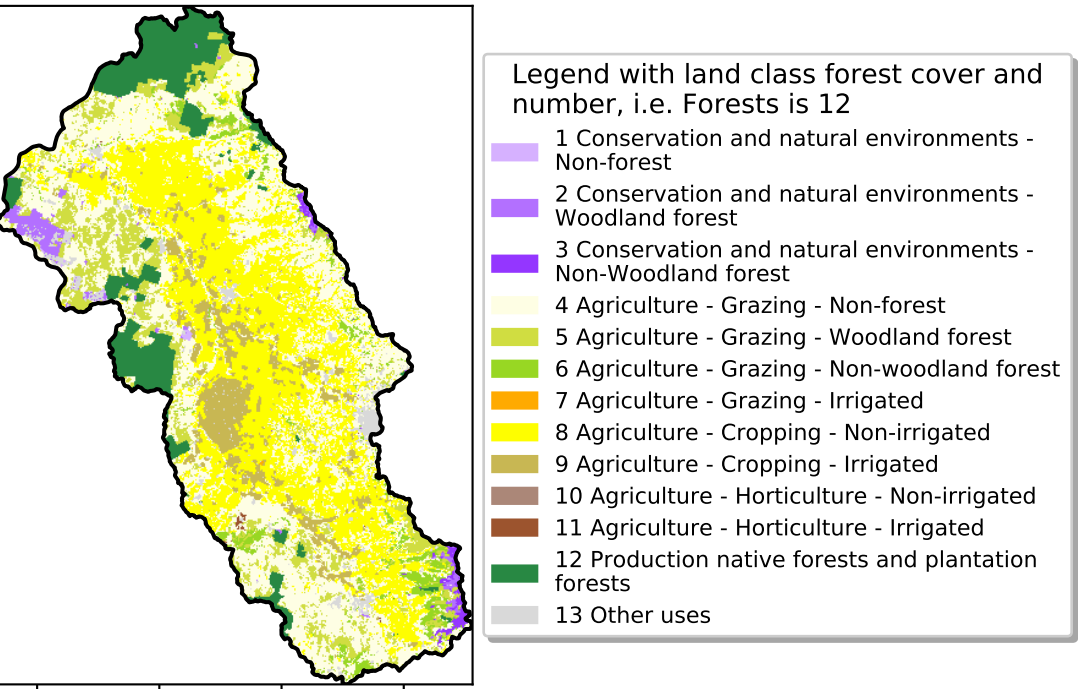 Legend with land class forest cover and
number, i.e. Forests is 12
1 Conservation and natural environments -
Non-forest
2 Conservation and natural environments -
Woodland forest
3 Conservation and natural environments -
Non-Woodland forest
4 Agriculture - Grazing - Non-forest
5 Agriculture - Grazing - Woodland forest
6 Agriculture - Grazing - Non-woodland forest
7 Agriculture - Grazing - Irrigated
8 Agriculture - Cropping - Non-irrigated
9 Agriculture - Cropping - Irrigated
10 Agriculture - Horticulture - Non-irrigated
11 Agriculture - Horticulture - Irrigated
12 Production native forests and plantation
forests
13 Other uses